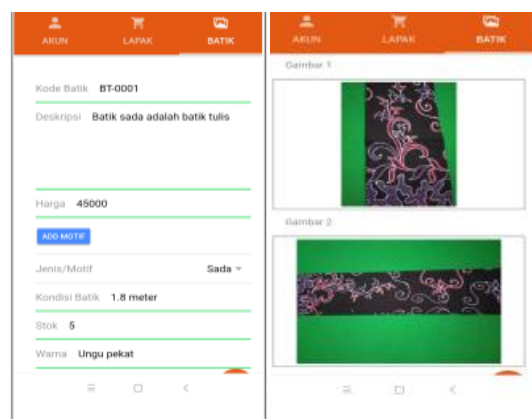 AKUN LAPAK BATIK
Kode Batik BT-0001
Deskripsi Batik sada adalah batik tulis
Harga 45000
ADD MOTIF
Jenis/Motif Sada
Kondisi Batik 1.8 meter
Stok 5
Warna Ungu pekat
AKUN LAPAK BATIK
Gambar 1
Gambar 2